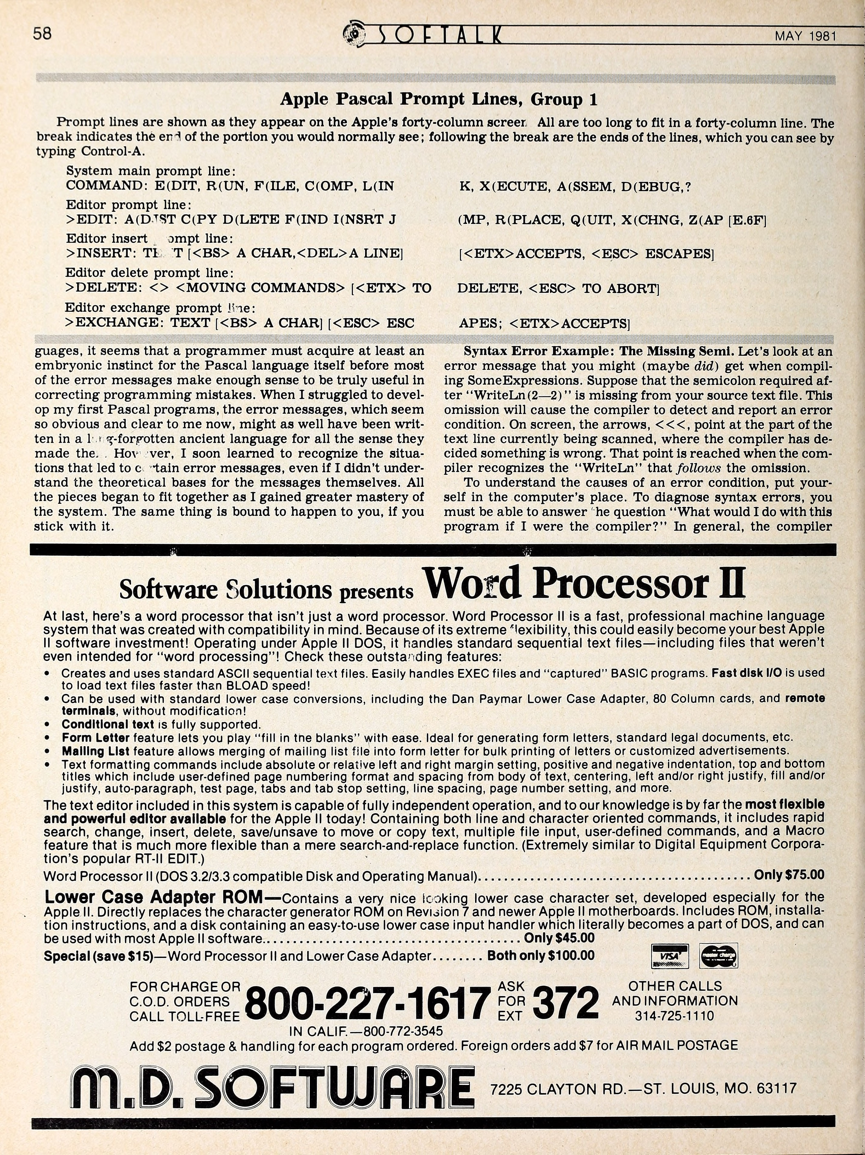 58
SOFTALK
MAY 1981
Apple Pascal Prompt Lines, Group 1
Prompt lines are shown as they appear on the Apple's forty-column screen. All are too long to fit in a forty-column line. The
break indicates the end of the portion you would normally see; following the break are the ends of the lines, which you can see by
typing Control-A.
System main prompt line:
COMMAND: E(DIT, R(UN, F(ILE, C(OMP, L(IN K, X(ECUTE, A(SSEM, D(EBUG,?
Editor prompt line:
>EDIT: A(DJST C(PY D(LETE F(IND I(NSRT J (MP, R(PLACE, Q(UIT, X(CHNG, Z(AP [E.6F]
Editor insert ompt line:
>INSERT: TE T [<BS> A CHAR,<DEL>A LINE] [<ETX>ACCEPTS, <ESC> ESCAPES]
Editor delete prompt line:
>DELETE: <> <MOVING COMMANDS> [<ETX> TO DELETE, <ESC> TO ABORT]
Editor exchange prompt line:
>EXCHANGE: TEXT [<BS> A CHAR] [<ESC> ESC APES; <ETX>ACCEPTS]
guages, it seems that a programmer must acquire at least an
embryonic instinct for the Pascal language itself before most
of the error messages make enough sense to be truly useful in
correcting programming mistakes. When I struggled to devel-
op my first Pascal programs, the error messages, which seem
so obvious and clear to me now, might as well have been writ-
ten in a long-forgotten ancient language for all the sense they
made the. However, I soon learned to recognize the situa-
tions that led to certain error messages, even if I didn't under-
stand the theoretical bases for the messages themselves. All
the pieces began to fit together as I gained greater mastery of
the system. The same thing is bound to happen to you, if you
stick with it.
Syntax Error Example: The Missing Semi. Let's look at an
error message that you might (maybe did) get when compil-
ing SomeExpressions. Suppose that the semicolon required af-
ter "WriteLn(2—2)" is missing from your source text file. This
omission will cause the compiler to detect and report an error
condition. On screen, the arrows, <<<, point at the part of the
text line currently being scanned, where the compiler has de-
cided something is wrong. That point is reached when the com-
piler recognizes the "WriteLn" that follows the omission.
To understand the causes of an error condition, put your-
self in the computer's place. To diagnose syntax errors, you
must be able to answer the question "What would I do with this
program if I were the compiler?" In general, the compiler
Software Solutions presents Word Processor II
At last, here's a word processor that isn't just a word processor. Word Processor II is a fast, professional machine language
system that was created with compatibility in mind. Because of its extreme flexibility, this could easily become your best Apple
II software investment! Operating under Apple II DOS, it handles standard sequential text files—including files that weren't
even intended for "word processing"! Check these outstanding features:
• Creates and uses standard ASCII sequential text files. Easily handles EXEC files and "captured" BASIC programs. Fast disk I/O is used
to load text files faster than BLOAD speed!
• Can be used with standard lower case conversions, including the Dan Paymar Lower Case Adapter, 80 Column cards, and remote
terminals, without modification!
• Conditional text is fully supported.
• Form Letter feature lets you play "fill in the blanks" with ease. Ideal for generating form letters, standard legal documents, etc.
• Mailing List feature allows merging of mailing list file into form letter for bulk printing of letters or customized advertisements.
• Text formatting commands include absolute or relative left and right margin setting, positive and negative indentation, top and bottom
titles which include user-defined page numbering format and spacing from body of text, centering, left and/or right justify, fill and/or
justify, auto-paragraph, test page, tabs and tab stop setting, line spacing, page number setting, and more.
The text editor included in this system is capable of fully independent operation, and to our knowledge is by far the most flexible
and powerful editor available for the Apple II today! Containing both line and character oriented commands, it includes rapid
search, change, insert, delete, save/unsave to move or copy text, multiple file input, user-defined commands, and a Macro
feature that is much more flexible than a mere search-and-replace function. (Extremely similar to Digital Equipment Corpora-
tion's popular RT-II EDIT.)
Word Processor II (DOS 3.2/3.3 compatible Disk and Operating Manual)...................................... Only $75.00
Lower Case Adapter ROM—Contains a very nice looking lower case character set, developed especially for the
Apple II. Directly replaces the character generator ROM on Revision 7 and newer Apple II motherboards. Includes ROM, installa-
tion instructions, and a disk containing an easy-to-use lower case input handler which literally becomes a part of DOS, and can
be used with most Apple II software...................................... Only $45.00
Special (save $15)—Word Processor II and Lower Case Adapter........ Both only $100.00
VISA
master charge
FOR CHARGE OR
C.O.D. ORDERS
CALL TOLL-FREE
800-227-1617
ASK
FOR
EXT
372
OTHER CALLS
AND INFORMATION
314-725-1110
IN CALIF.—800-772-3545
Add $2 postage & handling for each program ordered. Foreign orders add $7 for AIR MAIL POSTAGE
M.D. SOFTWARE
7225 CLAYTON RD.—ST. LOUIS, MO. 63117